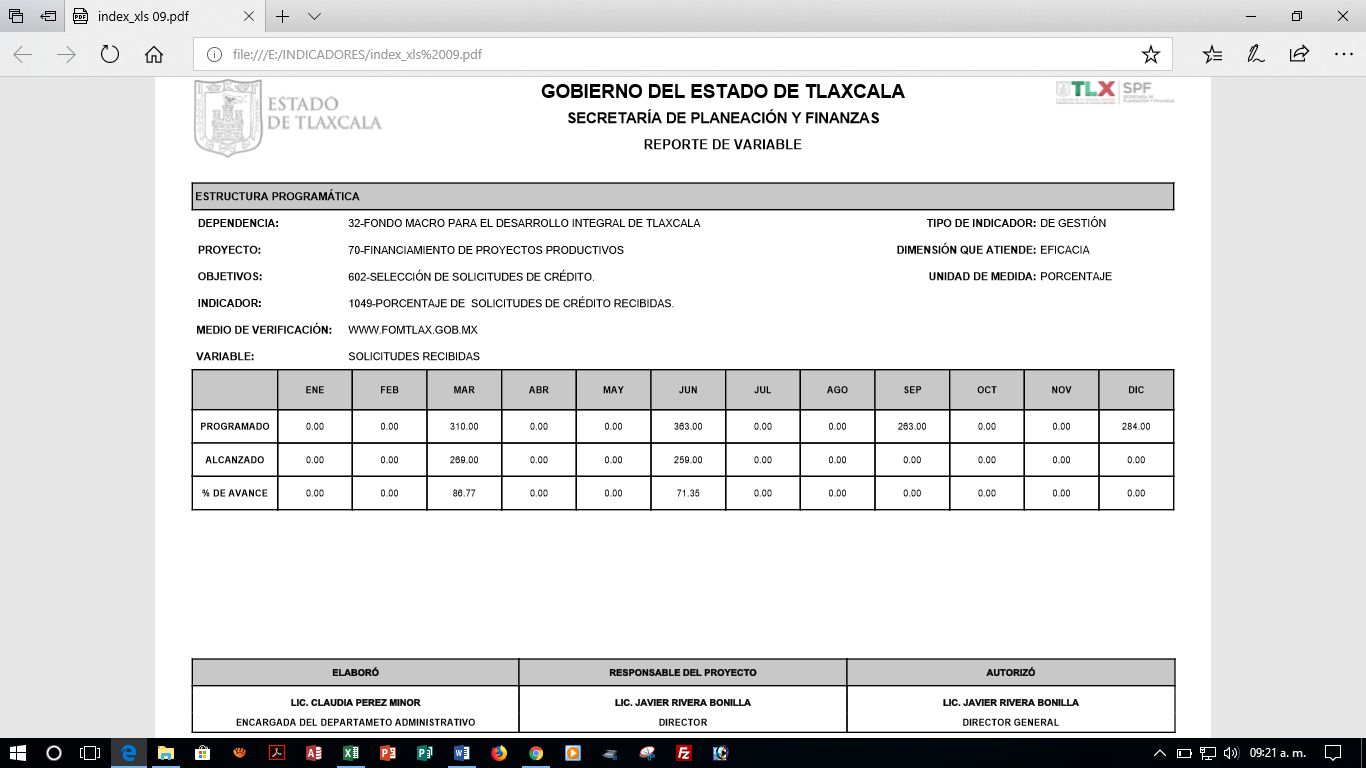 index_xls 09.pdf
file:///E:/INDICADORES/index_xls%2009.pdf
ESTADO
DE TLAXCALA
GOBIERNO DEL ESTADO DE TLAXCALA
SECRETARÍA DE PLANEACIÓN Y FINANZAS
REPORTE DE VARIABLE
TLX SPF
ESTRUCTURA PROGRAMÁTICA
DEPENDENCIA: 32-FONDO MACRO PARA EL DESARROLLO INTEGRAL DE TLAXCALA TIPO DE INDICADOR: DE GESTIÓN
PROYECTO: 70-FINANCIAMIENTO DE PROYECTOS PRODUCTIVOS DIMENSIÓN QUE ATIENDE: EFICACIA
OBJETIVOS: 602-SELECCIÓN DE SOLICITUDES DE CRÉDITO. UNIDAD DE MEDIDA: PORCENTAJE
INDICADOR: 1049-PORCENTAJE DE SOLICITUDES DE CRÉDITO RECIBIDAS.
MEDIO DE VERIFICACIÓN: WWW.FOMTLAX.GOB.MX
VARIABLE: SOLICITUDES RECIBIDAS
ENE FEB MAR ABR MAY JUN JUL AGO SEP OCT NOV DIC
PROGRAMADO 0.00 0.00 310.00 0.00 0.00 363.00 0.00 0.00 263.00 0.00 0.00 284.00
ALCANZADO 0.00 0.00 269.00 0.00 0.00 259.00 0.00 0.00 0.00 0.00 0.00 0.00
% DE AVANCE 0.00 0.00 86.77 0.00 0.00 71.35 0.00 0.00 0.00 0.00 0.00 0.00
ELABORÓ RESPONSABLE DEL PROYECTO AUTORIZÓ
LIC. CLAUDIA PEREZ MINOR LIC. JAVIER RIVERA BONILLA LIC. JAVIER RIVERA BONILLA
ENCARGADA DEL DEPARTAMETO ADMINISTRATIVO DIRECTOR DIRECTOR GENERAL
09:21 a. m.